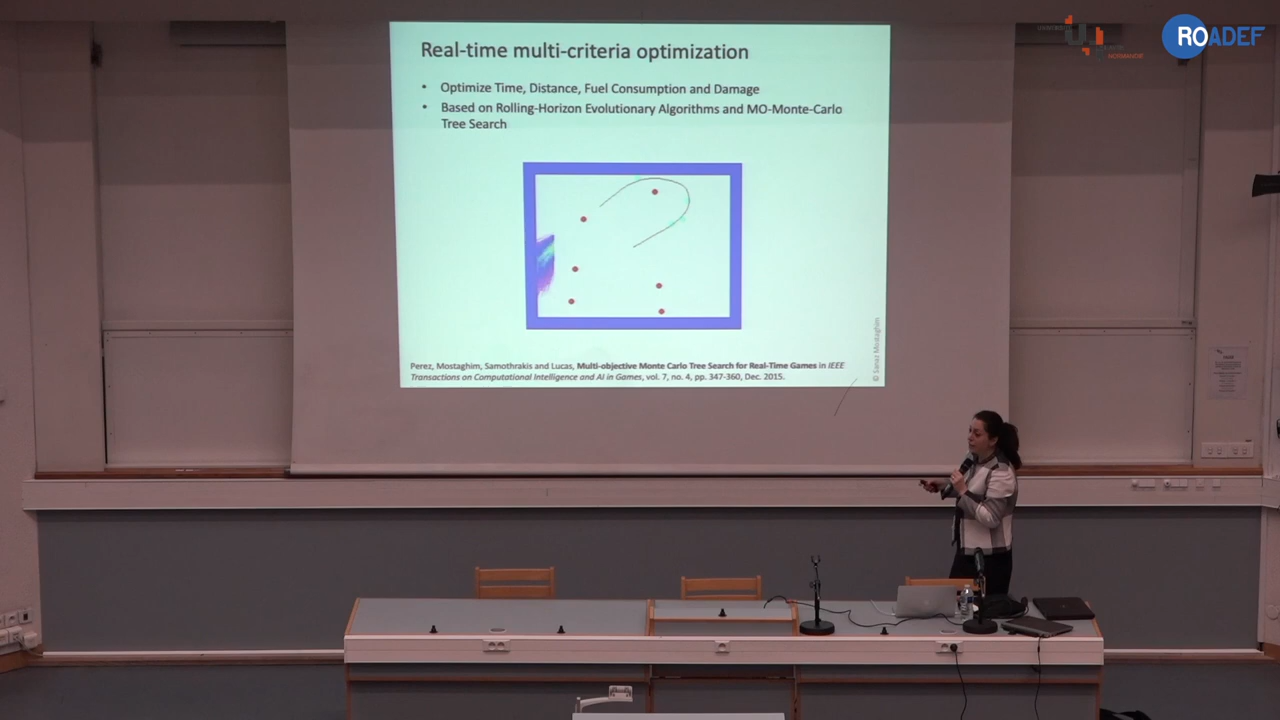 Real-time multi-criteria optimization
• Optimize Time, Distance, Fuel Consumption and Damage
• Based on Rolling-Horizon Evolutionary Algorithms and MO-Monte-Carlo
Tree Search
Perez, Mostaghim, Samothrakis and Lucas, Multi-objective Monte Carlo Tree Search for Real-Time Games in IEEE
Transactions on Computational Intelligence and AI in Games, vol. 7, no. 4, pp. 347-360, Dec. 2015.
© Sanaz Mostaghim
NORMANDIE
ROADEF